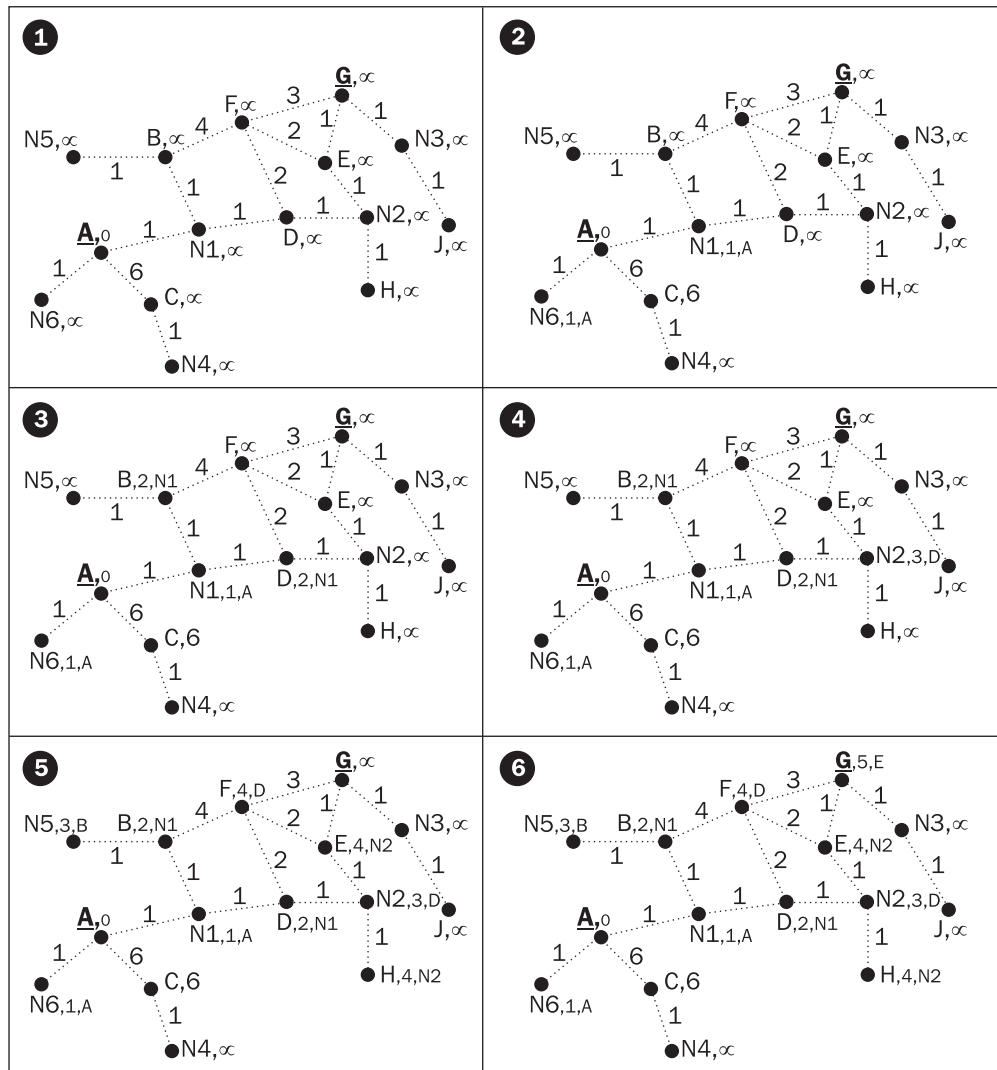 1
G,∝
3
F,∝
1
4
2
1
N5,∝
B,∝
E,∝
N3,∝
1
2
1
1
1
1
1
N2,∝
A,0
1
N1,∝
D,∝
J,∝
1
6
1
C,∝
H,∝
N6,∝
1
N4,∝
2
G,∝
3
F,∝
1
4
2
1
N5,∝
B,∝
E,∝
N3,∝
1
2
1
1
1
1
1
N2,∝
A,0
1
N1,1,A
D,∝
J,∝
1
6
1
C,6
H,∝
N6,1,A
1
N4,∝
3
G,∝
3
F,∝
1
4
2
1
N5,∝
B,2,N1
E,∝
N3,∝
1
2
1
1
1
1
1
N2,∝
A,0
1
N1,1,A
D,2,N1
J,∝
1
6
1
C,6
H,∝
N6,1,A
1
N4,∝
4
G,∝
3
F,∝
1
4
2
1
N5,∝
B,2,N1
E,∝
N3,∝
1
2
1
1
1
1
1
N2,3,D
A,0
1
N1,1,A
D,2,N1
J,∝
1
6
1
C,6
H,∝
N6,1,A
1
N4,∝
5
G,∝
3
F,4,D
1
4
2
1
N5,3,B
B,2,N1
E,4,N2
N3,∝
1
2
1
1
1
1
1
N2,3,D
A,0
1
N1,1,A
D,2,N1
J,∝
1
6
1
C,6
H,4,N2
N6,1,A
1
N4,∝
6
G,5,E
3
F,4,D
1
4
2
1
N5,3,B
B,2,N1
E,4,N2
N3,∝
1
2
1
1
1
1
1
N2,3,D
A,0
1
N1,1,A
D,2,N1
J,∝
1
6
1
C,6
H,4,N2
N6,1,A
1
N4,∝